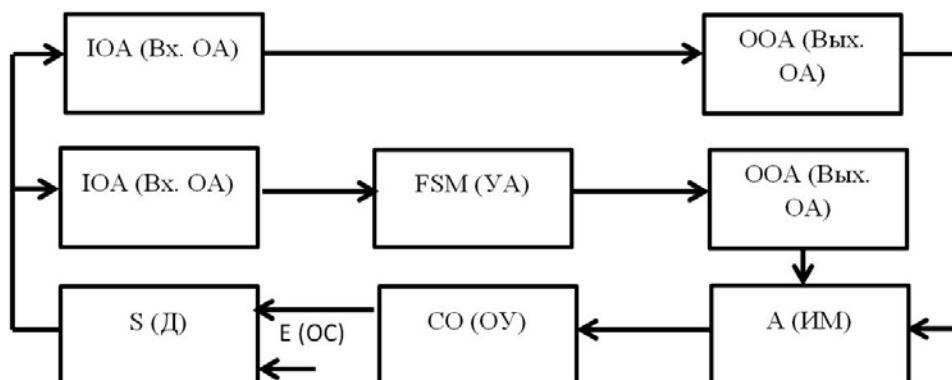 IOA (Вх. ОА)
OOA (Вых.
ОА)
IOA (Вх. ОА)
FSM (УА)
OOA (Вых.
ОА)
S (Д)
E (ОС)
CO (ОУ)
A (ИМ)